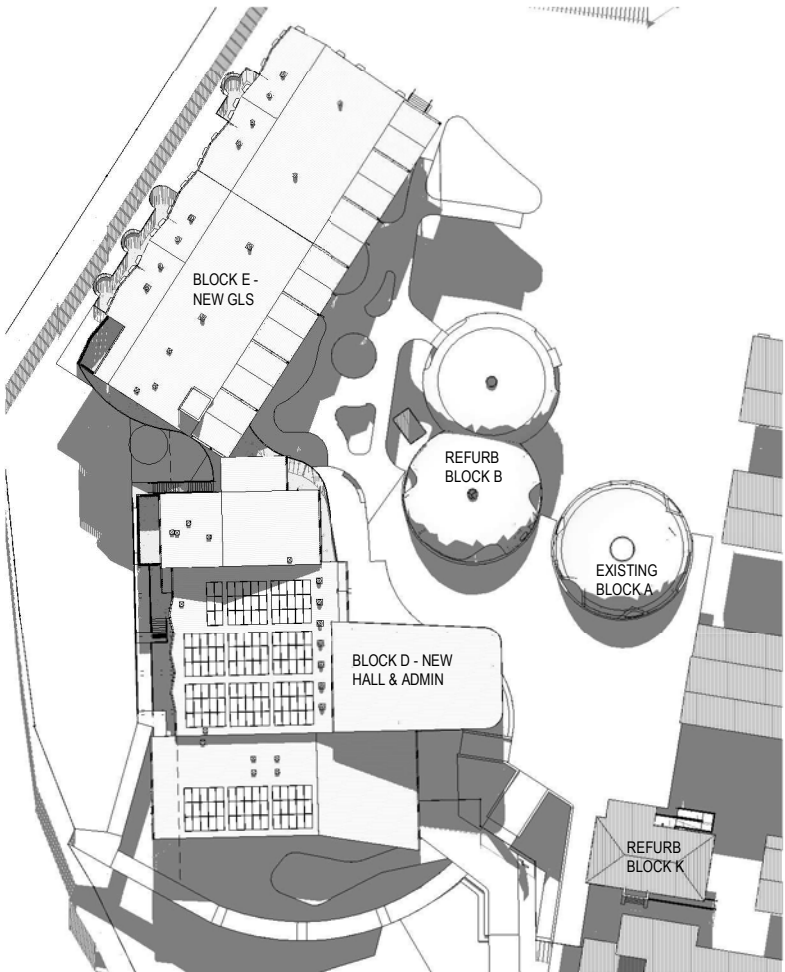 BLOCK E -
NEW GLS
REFURB
BLOCK B
EXISTING
BLOCK A
BLOCK D - NEW
HALL & ADMIN
REFURB
BLOCK K